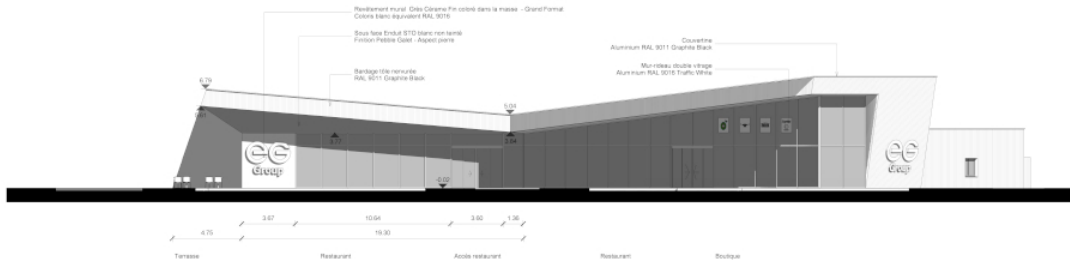 Revêtement mural Grès Cérame Fin coloré dans la masse - Grand Format
Coloris blanc équivalent RAL 9016
Sous face Enduit STO blanc non teinté
Finition Pebble Galet - Aspect pierre
Bardage tôle nervurée
RAL 9011 Graphite Black
Couvertine
Aluminium RAL 9011 Graphite Black
Mur-rideau double vitrage
Aluminium RAL 9016 Traffic White
6.79
5.04
3.77
3.84
-0.02
EG
Group
EG
Group
3.87
10.64
1.36
4.75
19.30
Terrasse
Restaurant
Accès restaurant
Restaurant
Boutique